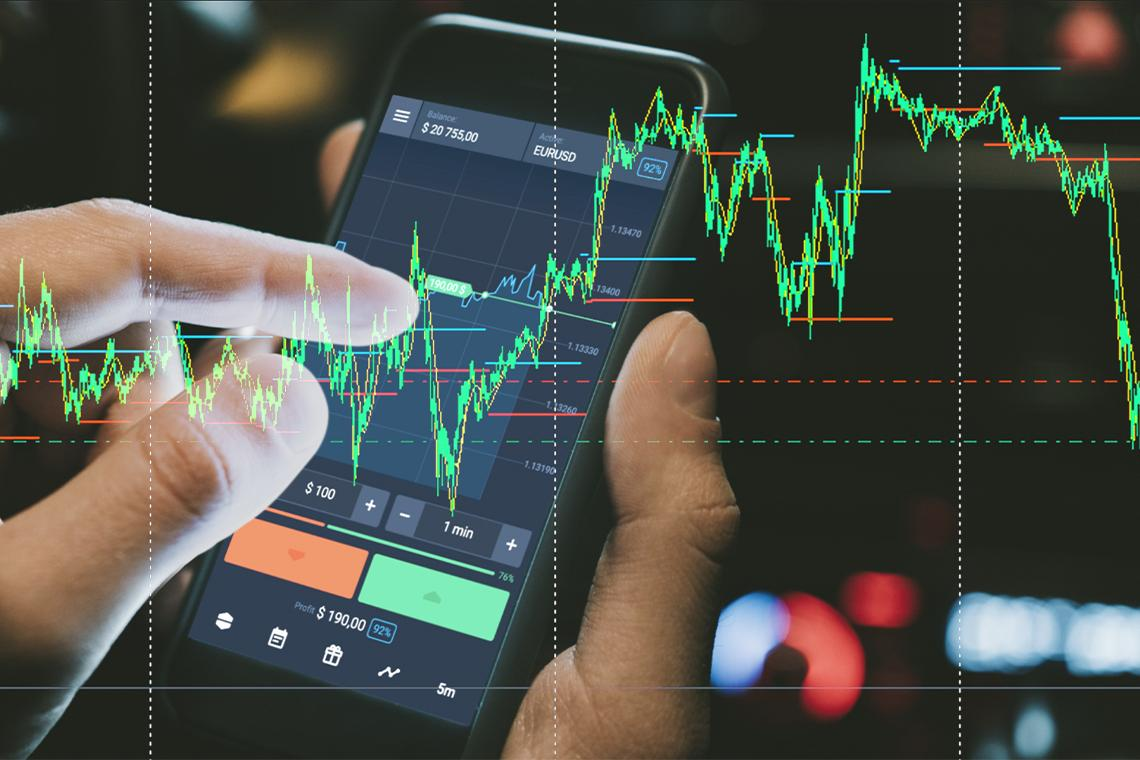 Balance:
$ 20 755,00
Active:
EURUSD
92%
1.13470
13400
190,00 $
1.13330
1.13260
1.13190
$ 100
+
−
1 min
+
76%
Profit $ 190,00 92%
5m